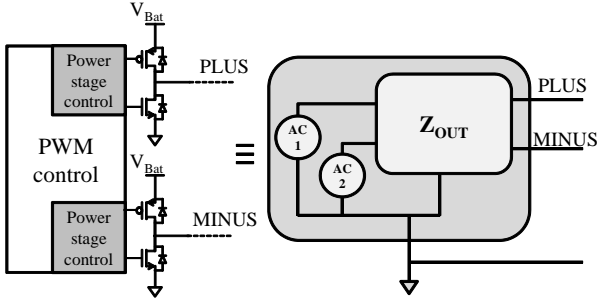 V_Bat
Power
stage
control
PLUS
PWM
control
V_Bat
Power
stage
control
MINUS
≡
AC
1
AC
2
Z_OUT
PLUS
MINUS